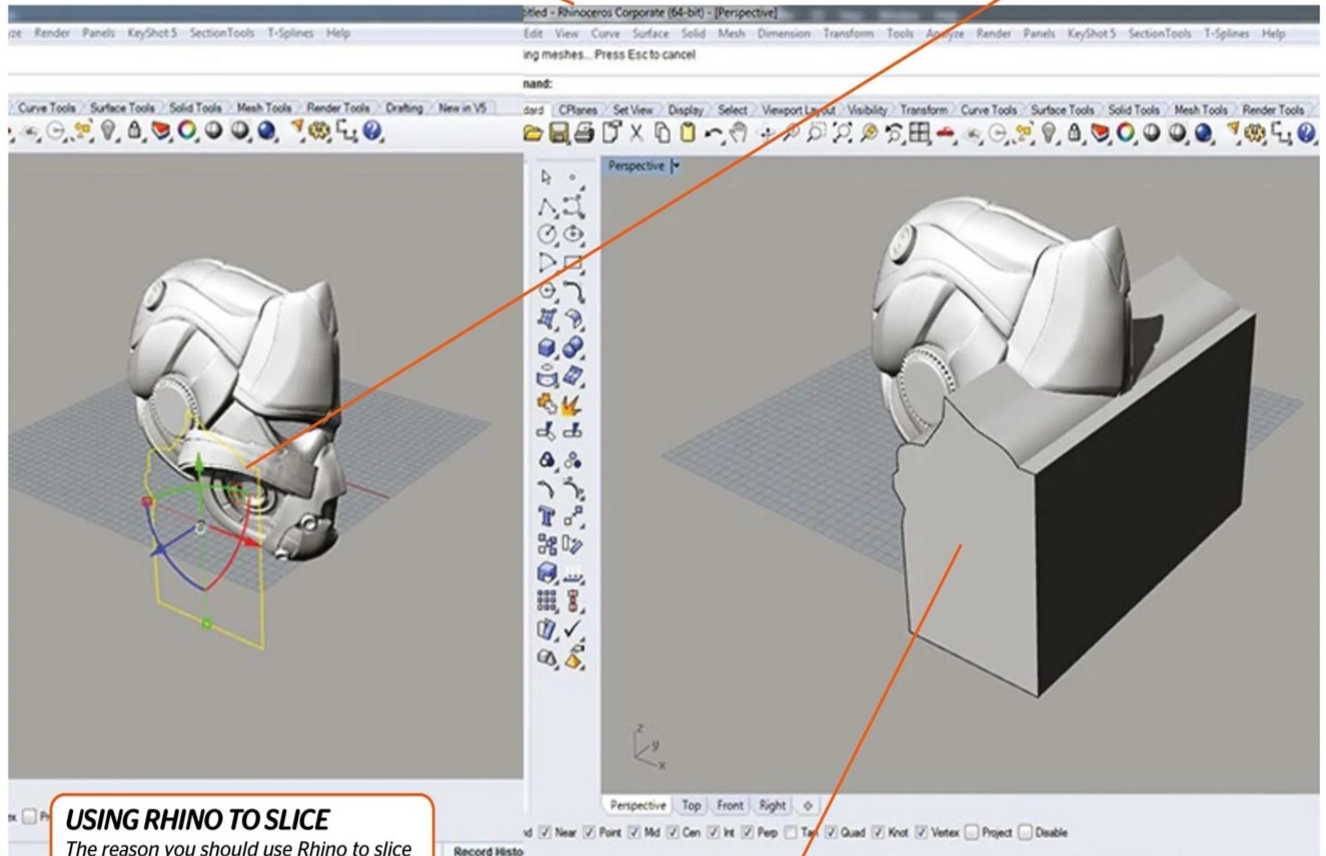 Render Panels KeyShot 5 SectionTools T-Splines Help
Curve Tools Surface Tools Solid Tools Mesh Tools Render Tools Drafting New in V5
USING RHINO TO SLICE
The reason you should use Rhino to slice
Record Histo
titled - Rhinoceros Corporate (64-bit) - [Perspective]
Edit View Curve Surface Solid Mesh Dimension Transform Tools Analyze Render Panels KeyShot 5 SectionTools T-Splines Help
ing meshes... Press Esc to cancel
mand:
dard CPlanes Set View Display Select Viewport Layout Visibility Transform Curve Tools Surface Tools Solid Tools Mesh Tools Render Tools
Perspective
z
y
x
Perspective Top Front Right
Near Point Mid Cen Int Perp Tan Quad Knot Vertex Project Disable